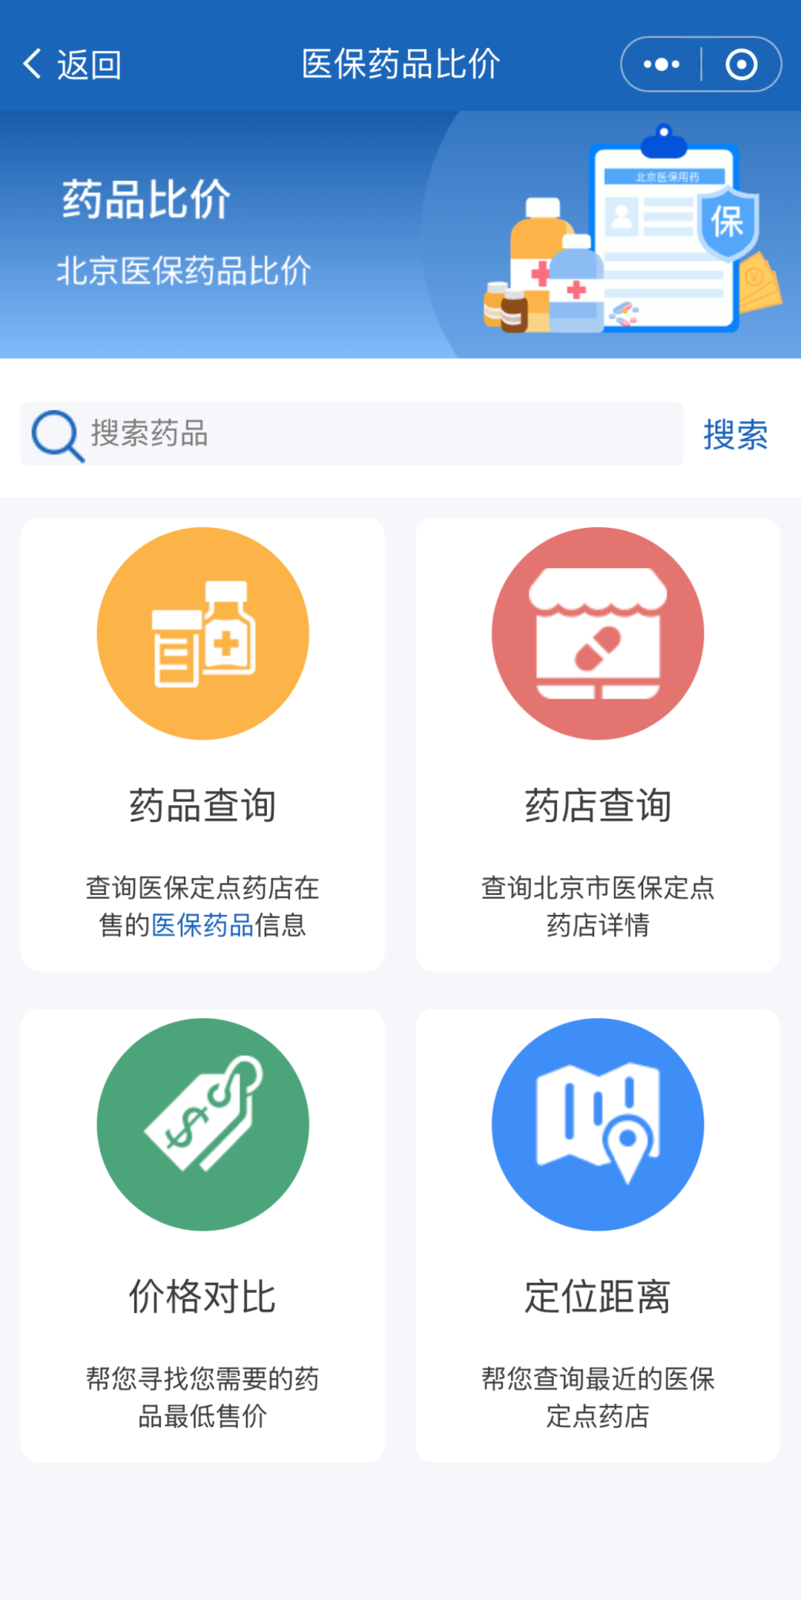 返回
医保药品比价
药品比价
北京医保药品比价
北京医保用药
保
搜索药品
搜索
药品查询
药店查询
查询医保定点药店在
售的医保药品信息
查询北京市医保定点
药店详情
价格对比
定位距离
帮您寻找您需要的药
品最低售价
帮您查询最近的医保
定点药店